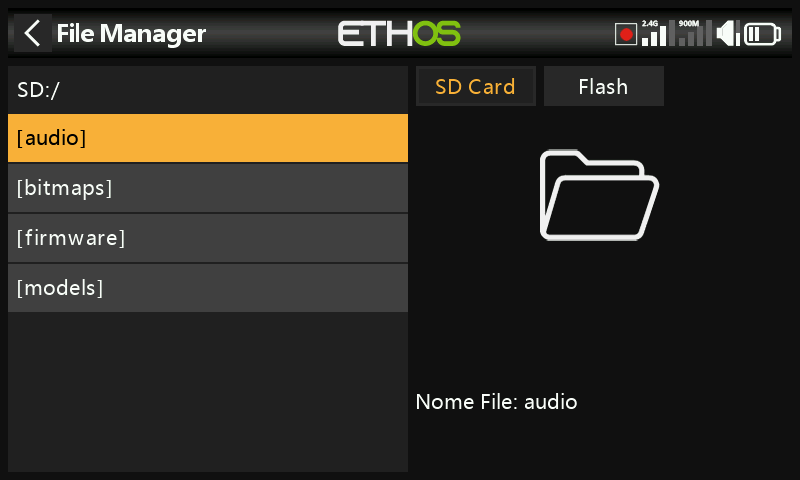 File Manager
ETHOS
2.4G
900M
SD:/
SD Card
Flash
[audio]
[bitmaps]
[firmware]
[models]
Nome File: audio